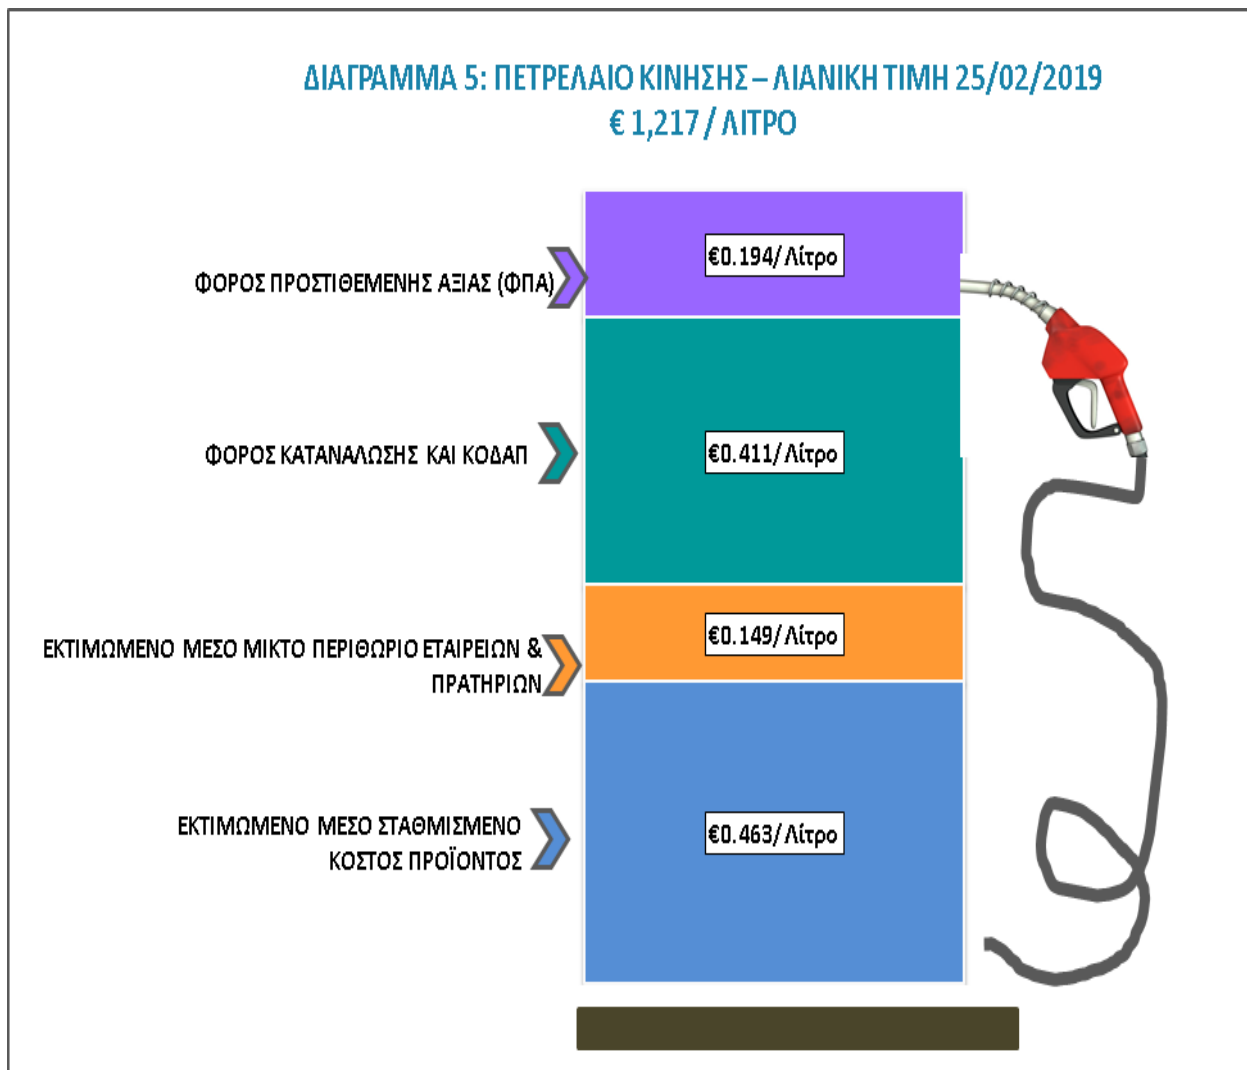 ΔΙΑΓΡΑΜΜΑ 5: ΠΕΤΡΕΛΑΙΟ ΚΙΝΗΣΗΣ – ΛΙΑΝΙΚΗ ΤΙΜΗ 25/02/2019
€ 1,217 / ΛΙΤΡΟ
€0.194/ Λίτρο
ΦΟΡΟΣ ΠΡΟΣΤΙΘΕΜΕΝΗΣ ΑΞΙΑΣ (ΦΠΑ)
€0.411/ Λίτρο
ΦΟΡΟΣ ΚΑΤΑΝΑΛΩΣΗΣ ΚΑΙ ΚΟΔΑΠ
€0.149/ Λίτρο
ΕΚΤΙΜΩΜΕΝΟ ΜΕΣΟ ΜΙΚΤΟ ΠΕΡΙΘΩΡΙΟ ΕΤΑΙΡΕΙΩΝ &
ΠΡΑΤΗΡΙΩΝ
€0.463/ Λίτρο
ΕΚΤΙΜΩΜΕΝΟ ΜΕΣΟ ΣΤΑΘΜΙΣΜΕΝΟ
ΚΟΣΤΟΣ ΠΡΟΪΟΝΤΟΣ